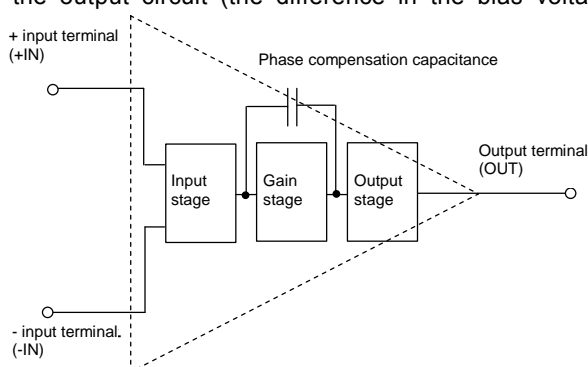 the output circuit (the difference in the bias volta
+ input terminal
(+IN)
Phase compensation capacitance
Input
stage
Gain
stage
Output
stage
Output terminal
(OUT)
- input terminal.
(-IN)